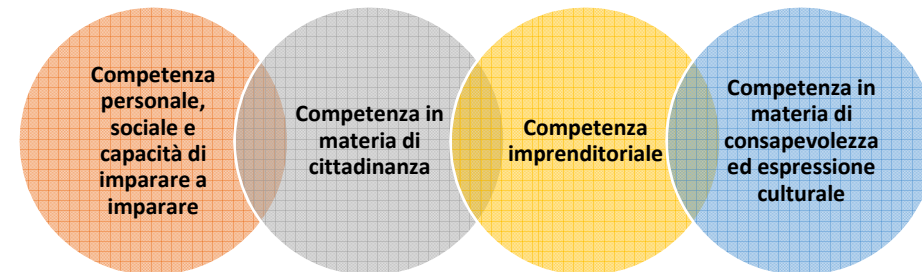 Competenza
personale,
sociale e
capacità di
imparare a
imparare
Competenza in
materia di
cittadinanza
Competenza
imprenditoriale
Competenza in
materia di
consapevolezza
ed espressione
culturale